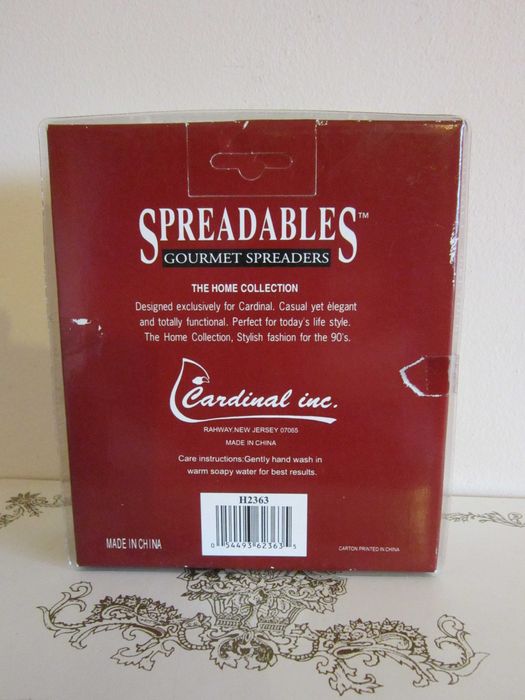 SPREADABLES™
GOURMET SPREADERS
THE HOME COLLECTION
Designed exclusively for Cardinal. Casual yet èlegant
and totally functional. Perfect for today's life style.
The Home Collection, Stylish fashion for the 90's.
Cardinal inc.
RAHWAY.NEW JERSEY 07065
MADE IN CHINA
Care instructions:Gently hand wash in
warm soapy water for best results.
H2363
0 54493 62363 5
MADE IN CHINA
CARTON PRINTED IN CHINA